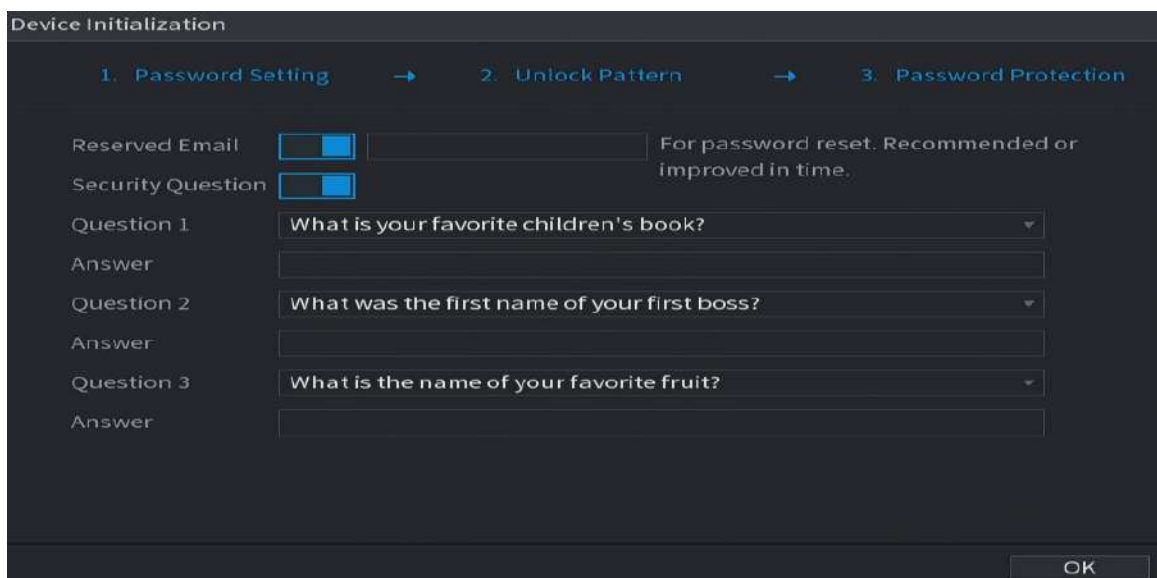 Device Initialization
1. Password Setting → 2. Unlock Pattern → 3. Password Protection
Reserved Email
For password reset. Recommended or
improved in time.
Security Question
Question 1 What is your favorite children's book?
Answer
Question 2 What was the first name of your first boss?
Answer
Question 3 What is the name of your favorite fruit?
Answer
OK